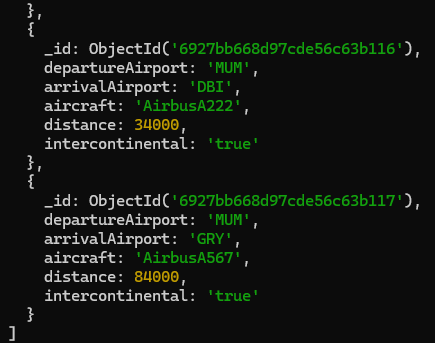 },
{
_id: ObjectId('6927bb668d97cde56c63b116'),
departureAirport: 'MUM',
arrivalAirport: 'DBI',
aircraft: 'AirbusA222',
distance: 34000,
intercontinental: 'true'
},
{
_id: ObjectId('6927bb668d97cde56c63b117'),
departureAirport: 'MUM',
arrivalAirport: 'GRY',
aircraft: 'AirbusA567',
distance: 84000,
intercontinental: 'true'
}
]